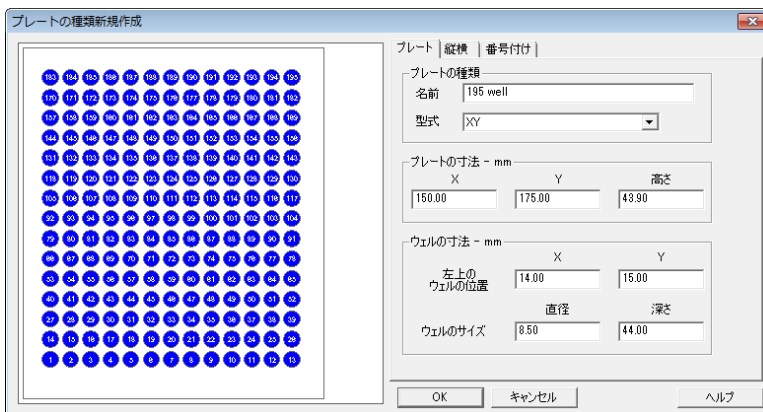 プレートの種類新規作成
プレート 縦横 番号付け
プレートの種類
名前 195 well
型式 XY
プレートの寸法 - mm
X Y 高さ
150.00 175.00 43.90
ウェルの寸法 - mm
X Y
左上の
ウェルの位置 14.00 15.00
直径 深さ
ウェルのサイズ 8.50 44.00
OK キャンセル ヘルプ
183 184 185 186 187 188 189 190 191 192 193 194 195
170 171 172 173 174 175 176 177 178 179 180 181 182
157 158 159 160 161 162 163 164 165 166 167 168 169
144 145 146 147 148 149 150 151 152 153 154 155 156
131 132 133 134 135 136 137 138 139 140 141 142 143
118 119 120 121 122 123 124 125 126 127 128 129 130
105 106 107 108 109 110 111 112 113 114 115 116 117
92 93 94 95 96 97 98 99 100 101 102 103 104
79 80 81 82 83 84 85 86 87 88 89 90 91
66 67 68 69 70 71 72 73 74 75 76 77 78
53 54 55 56 57 58 59 60 61 62 63 64 65
40 41 42 43 44 45 46 47 48 49 50 51 52
27 28 29 30 31 32 33 34 35 36 37 38 39
14 15 16 17 18 19 20 21 22 23 24 25 26
1 2 3 4 5 6 7 8 9 10 11 12 13